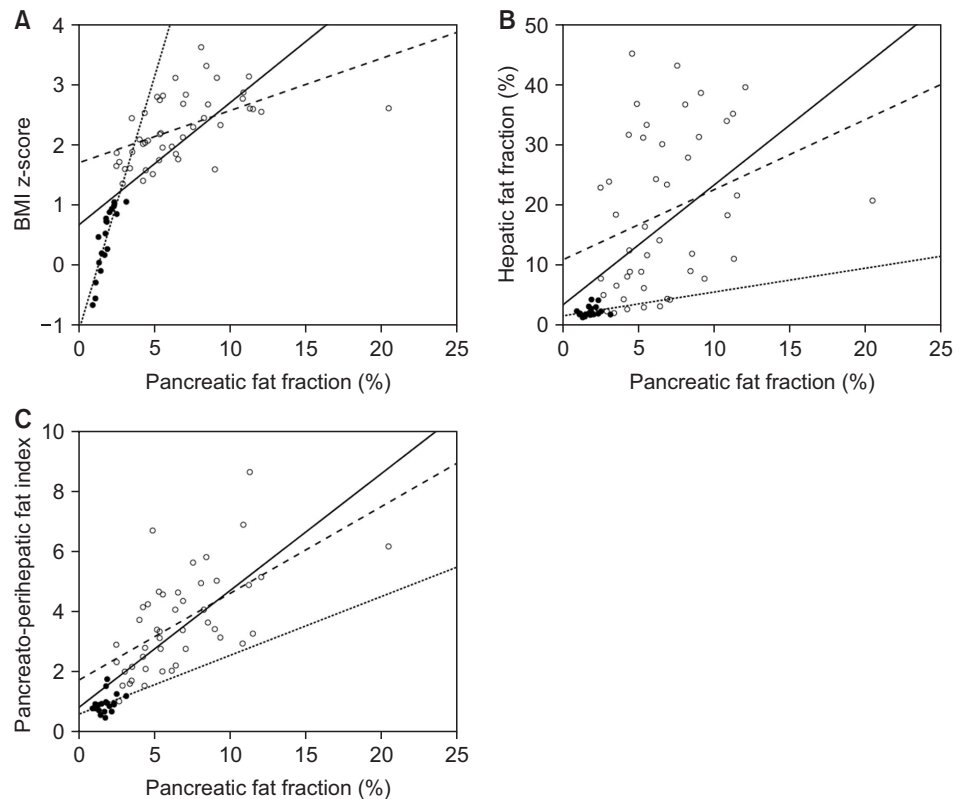 A
BMI z-score
4
3
2
1
0
−1
0 5 10 15 20 25
Pancreatic fat fraction (%)
B
Hepatic fat fraction (%)
50
40
30
20
10
0
0 5 10 15 20 25
Pancreatic fat fraction (%)
C
Pancreato-perihepatic fat index
10
8
6
4
2
0
0 5 10 15 20 25
Pancreatic fat fraction (%)